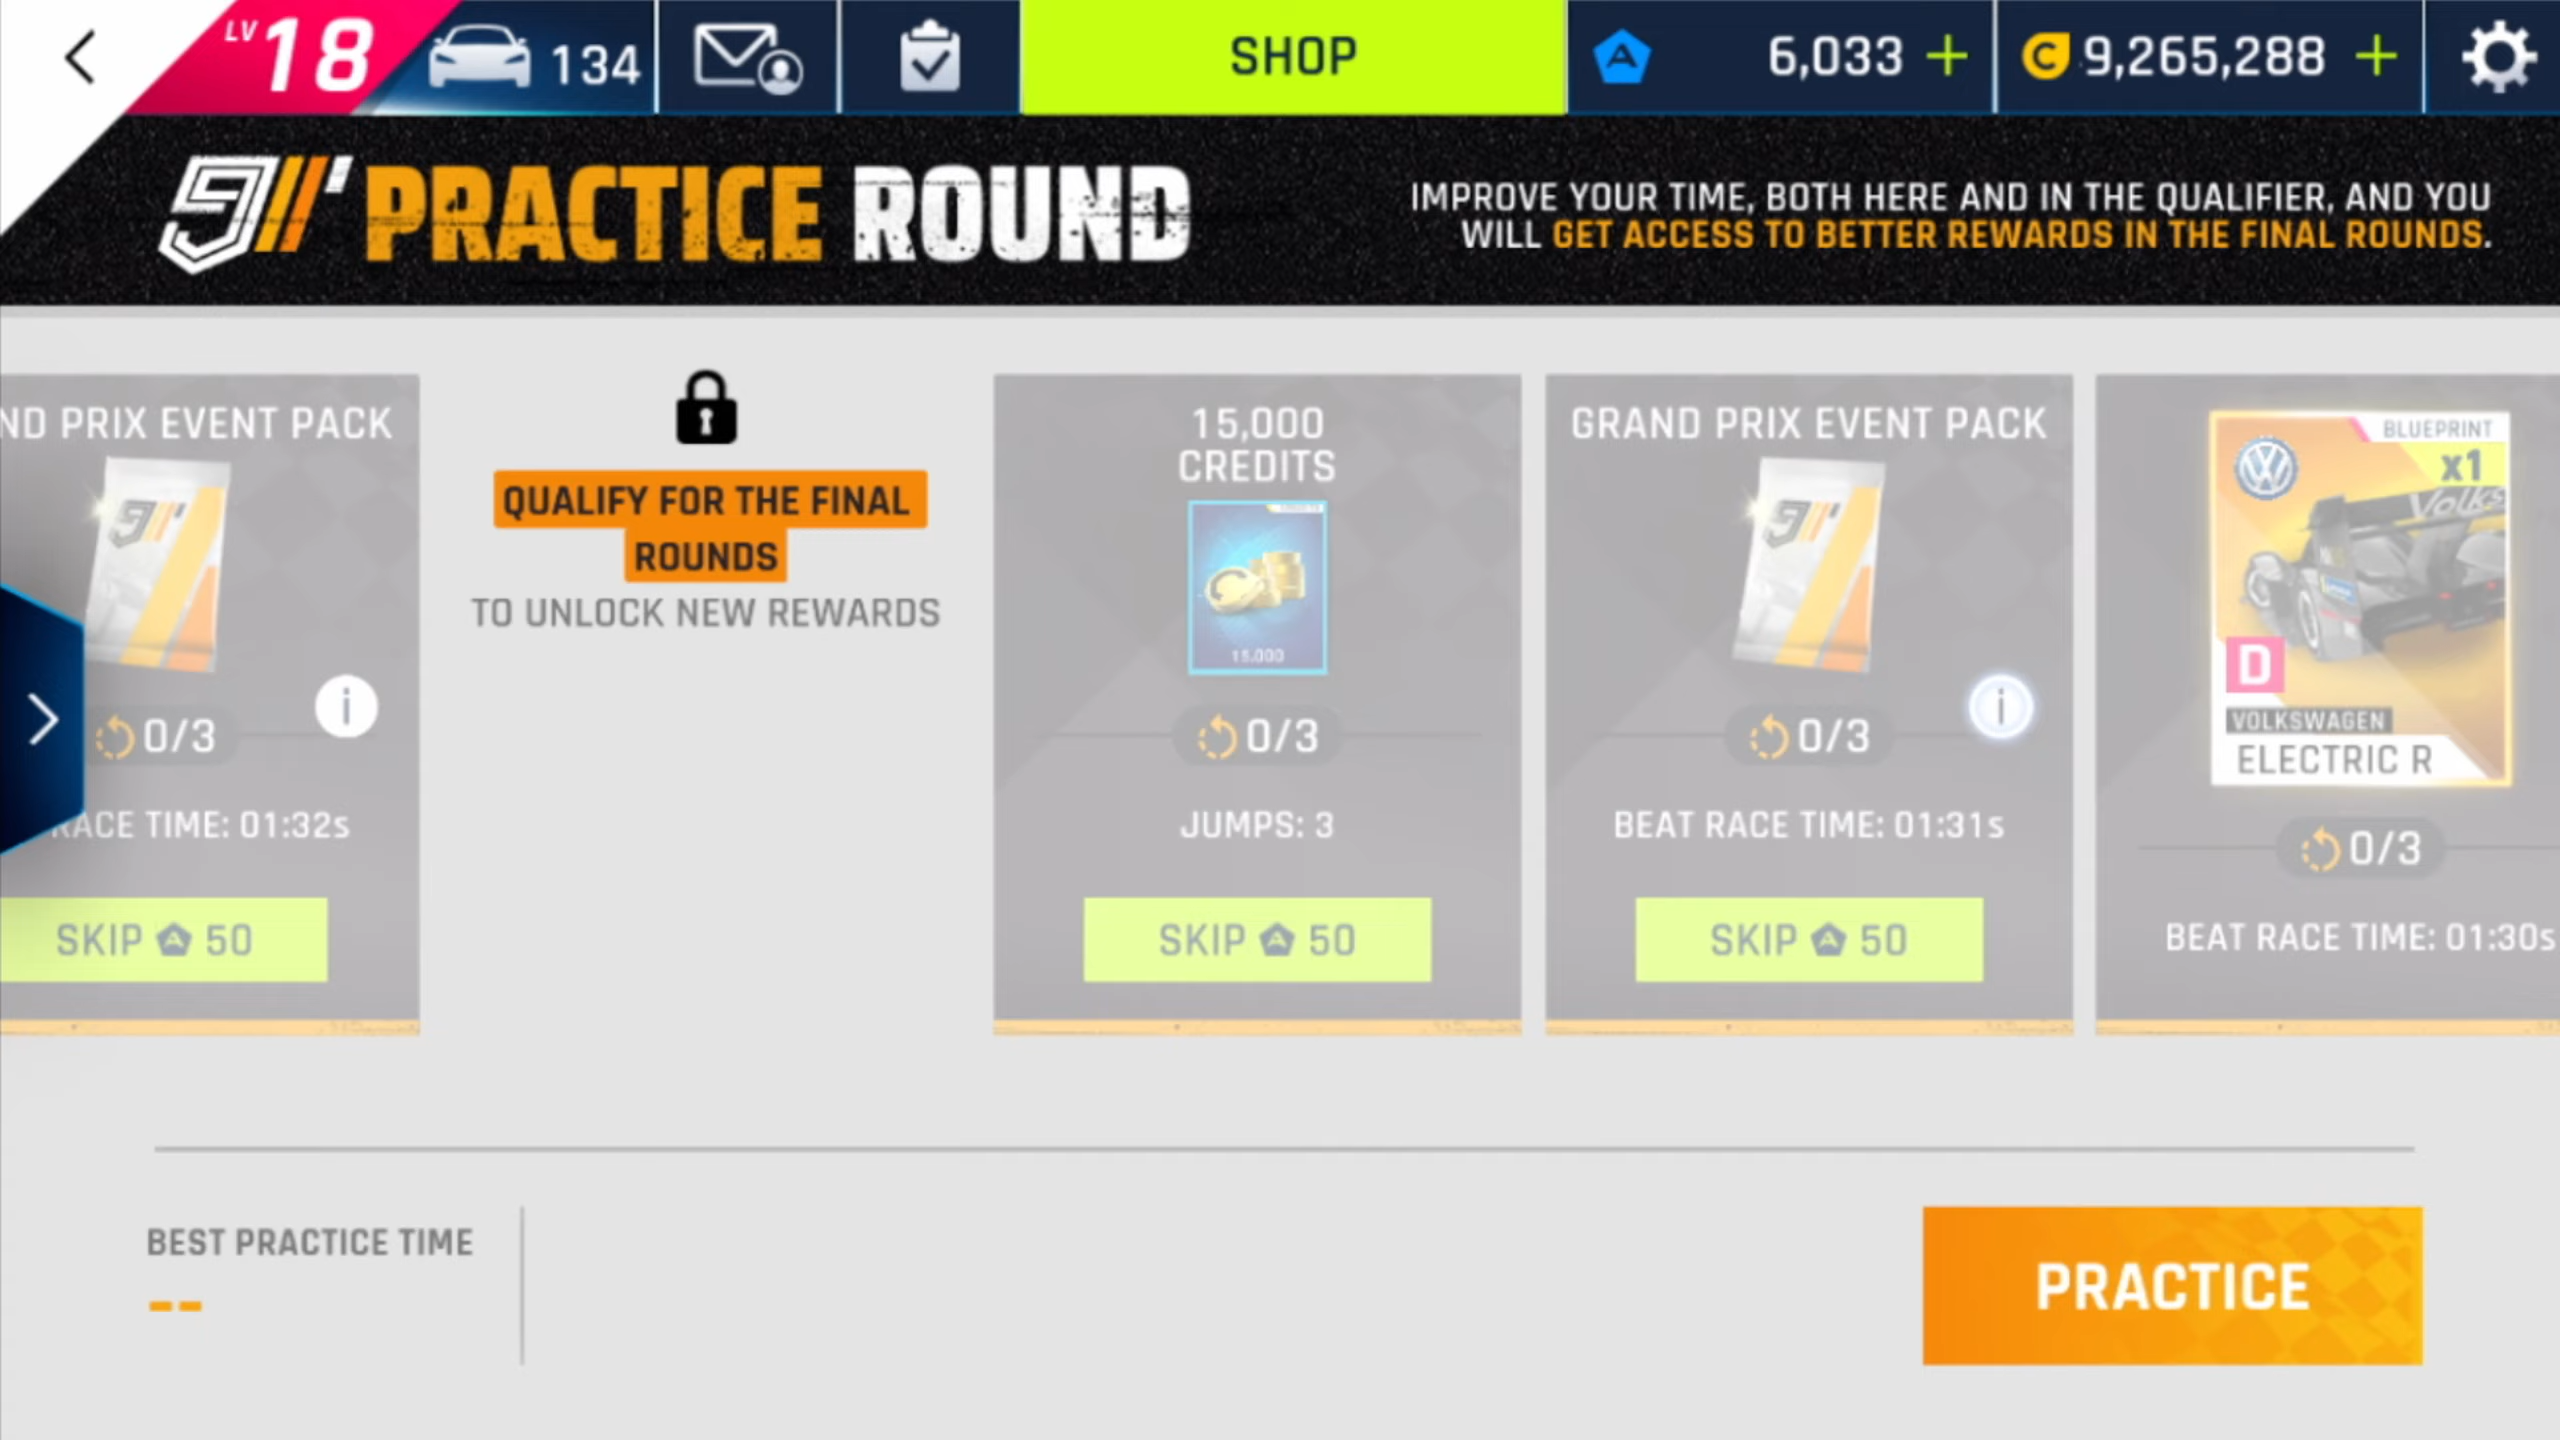 LV 18
134
SHOP
6,033
9,265,288
PRACTICE ROUND
IMPROVE YOUR TIME, BOTH HERE AND IN THE QUALIFIER, AND YOU
WILL GET ACCESS TO BETTER REWARDS IN THE FINAL ROUNDS.
ND PRIX EVENT PACK
0/3
RACE TIME: 01:32s
SKIP 50
QUALIFY FOR THE FINAL
ROUNDS
TO UNLOCK NEW REWARDS
15,000
CREDITS
15.000
0/3
JUMPS: 3
SKIP 50
GRAND PRIX EVENT PACK
0/3
BEAT RACE TIME: 01:31s
SKIP 50
BLUEPRINT
x1
Volks
D
VOLKSWAGEN
ELECTRIC R
0/3
BEAT RACE TIME: 01:30s
BEST PRACTICE TIME
--
PRACTICE